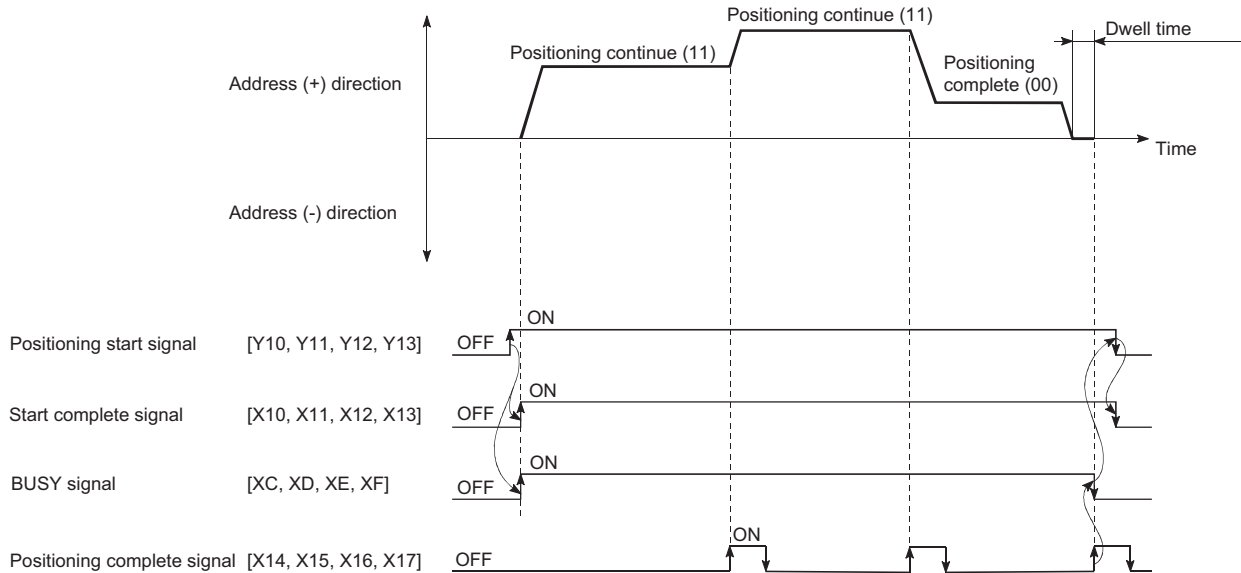 Positioning continue (11)
Dwell time
Positioning continue (11)
Positioning
complete (00)
Address (+) direction
Time
Address (-) direction
ON
Positioning start signal [Y10, Y11, Y12, Y13] OFF
ON
Start complete signal [X10, X11, X12, X13] OFF
ON
BUSY signal [XC, XD, XE, XF] OFF
ON
Positioning complete signal [X14, X15, X16, X17] OFF